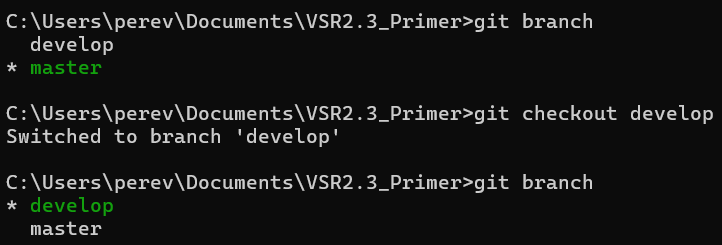 C:\Users\perev\Documents\VSR2.3_Primer>git branch
  develop
* master
C:\Users\perev\Documents\VSR2.3_Primer>git checkout develop
Switched to branch 'develop'
C:\Users\perev\Documents\VSR2.3_Primer>git branch
* develop
  master